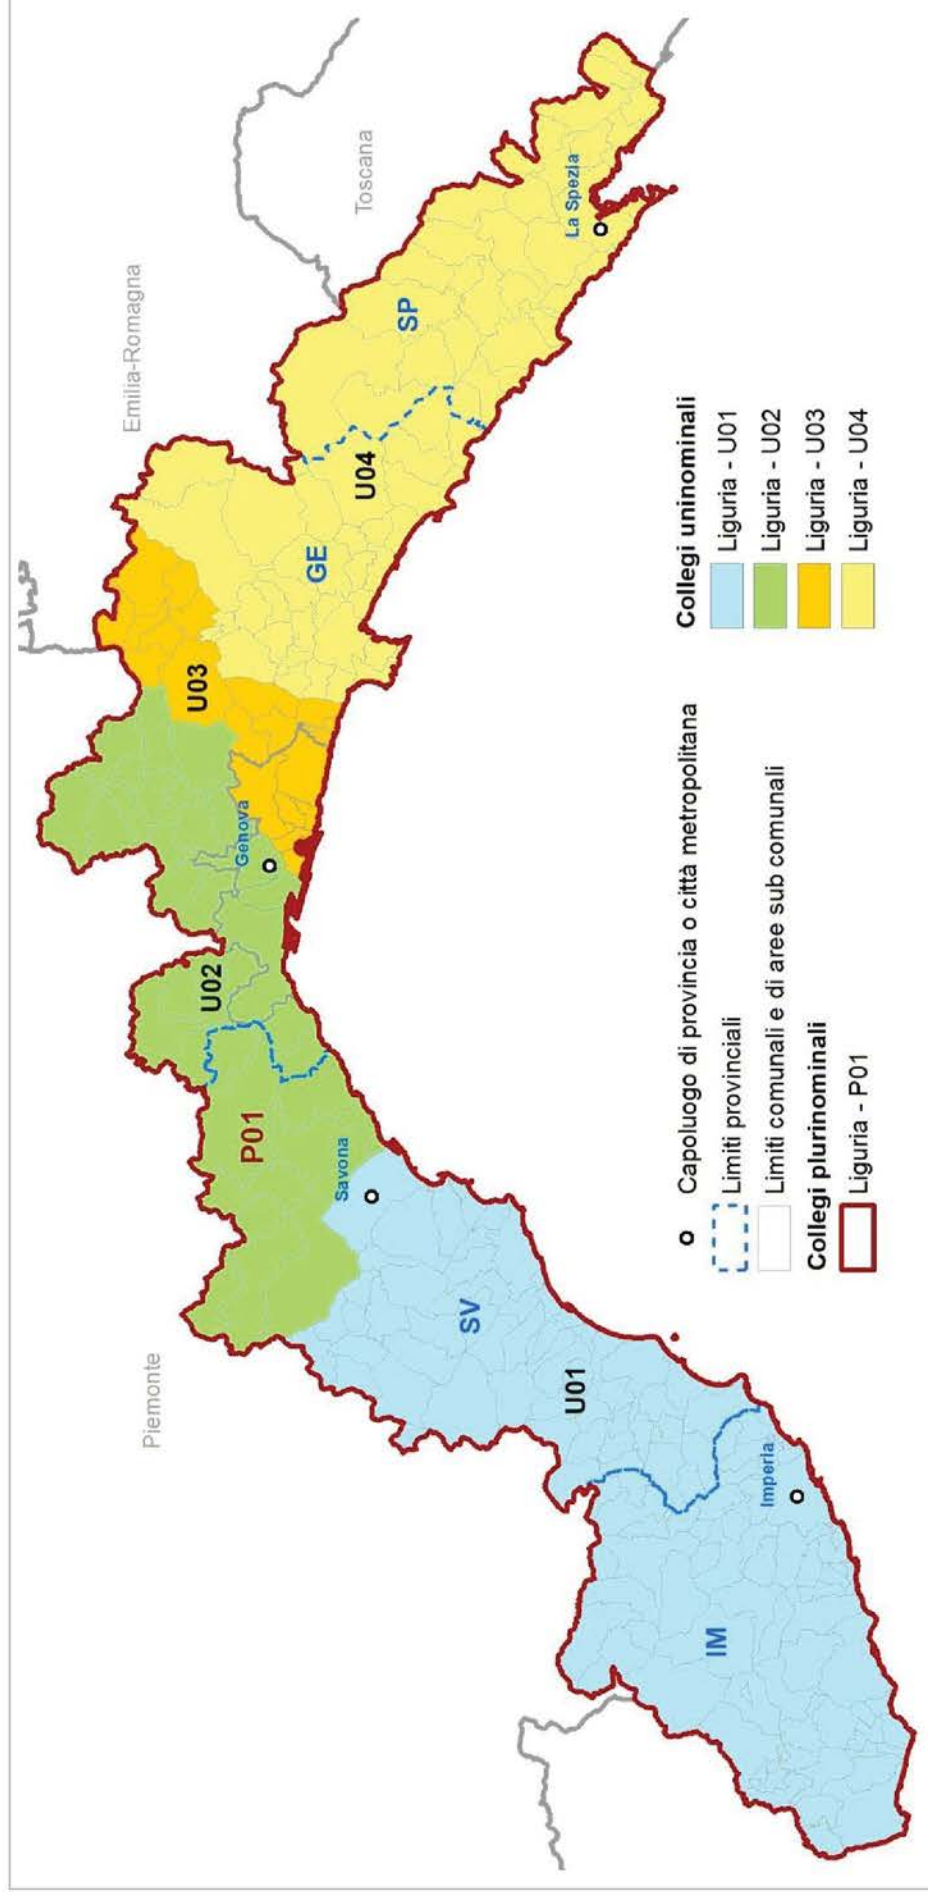 Piemonte
Emilia-Romagna
Toscana
P01
U02
U03
Genova
GE
U04
SP
La Spezia
Savona
SV
U01
IM
Imperia
Capoluogo di provincia o città metropolitana
Limiti provinciali
Limiti comunali e di aree sub comunali
Collegi plurinominali
Liguria - P01
Collegi uninominali
Liguria - U01
Liguria - U02
Liguria - U03
Liguria - U04